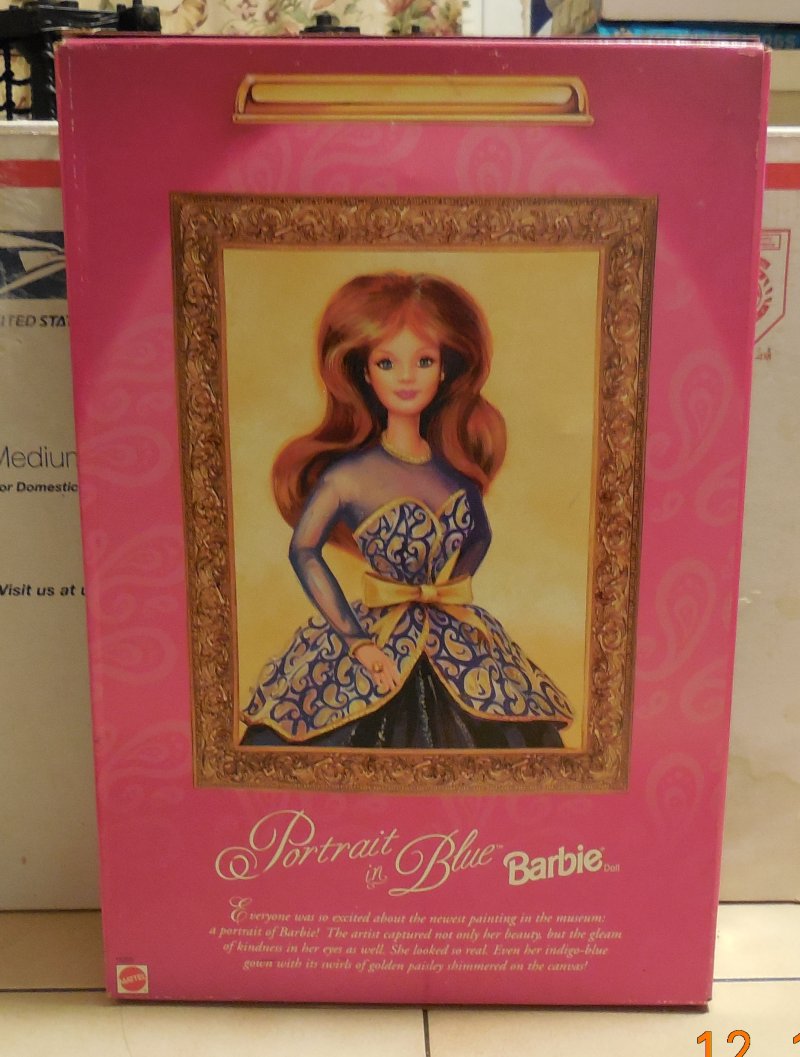 ITED STA
Medium
or Domestic
Visit us at u
Portrait in Blue™ Barbie® Doll
Everyone was so excited about the newest painting in the museum:
a portrait of Barbie! The artist captured not only her beauty, but the gleam
of kindness in her eyes as well. She looked so real. Even her indigo-blue
gown with its swirls of golden paisley shimmered on the canvas!
MATTEL
12. 1